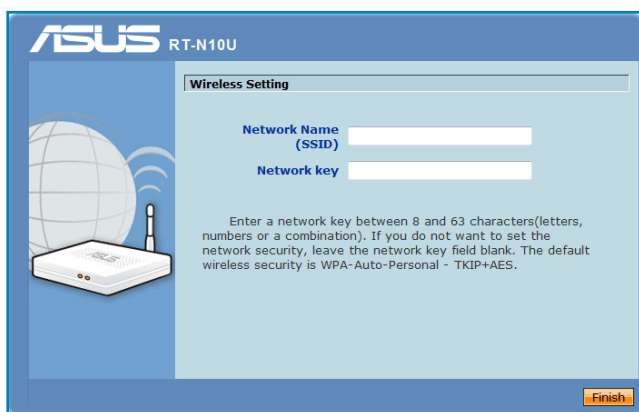 ASUS RT-N10U
Wireless Setting
Network Name
(SSID)
Network key
Enter a network key between 8 and 63 characters(letters,
numbers or a combination). If you do not want to set the
network security, leave the network key field blank. The default
wireless security is WPA-Auto-Personal - TKIP+AES.
ASUS
Finish